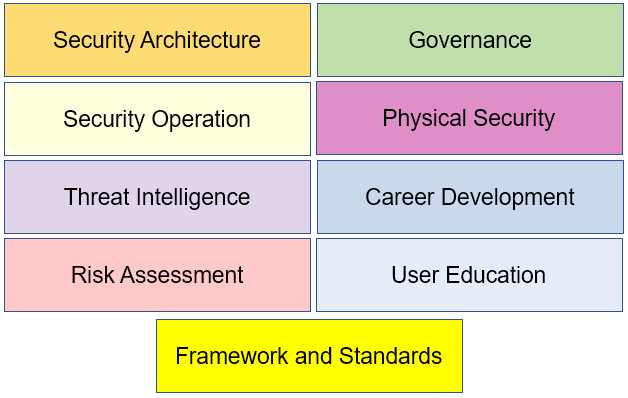 Security Architecture
Governance
Security Operation
Physical Security
Threat Intelligence
Career Development
Risk Assessment
User Education
Framework and Standards